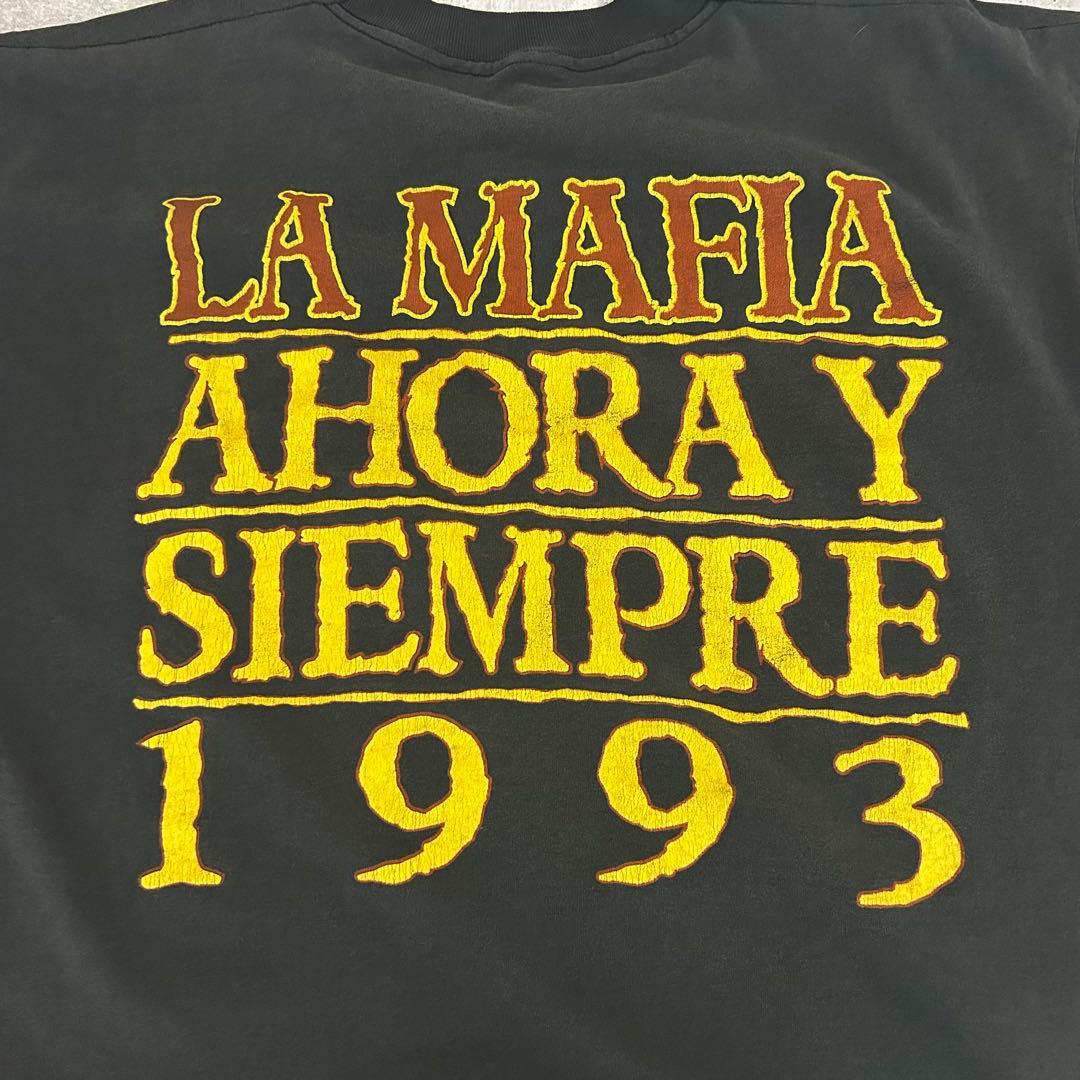 LA MAFIA
AHORA Y
SIEMPRE
1993